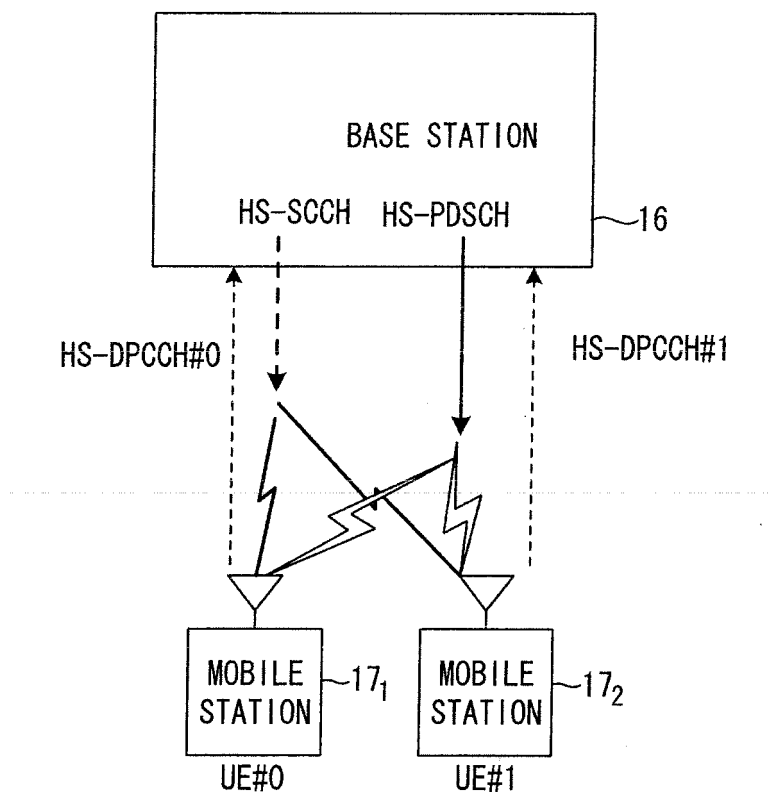 BASE STATION
HS-SCCH
HS-PDSCH
16
HS-DPCCH#0
HS-DPCCH#1
MOBILE
STATION
17₁
MOBILE
STATION
17₂
UE#0
UE#1